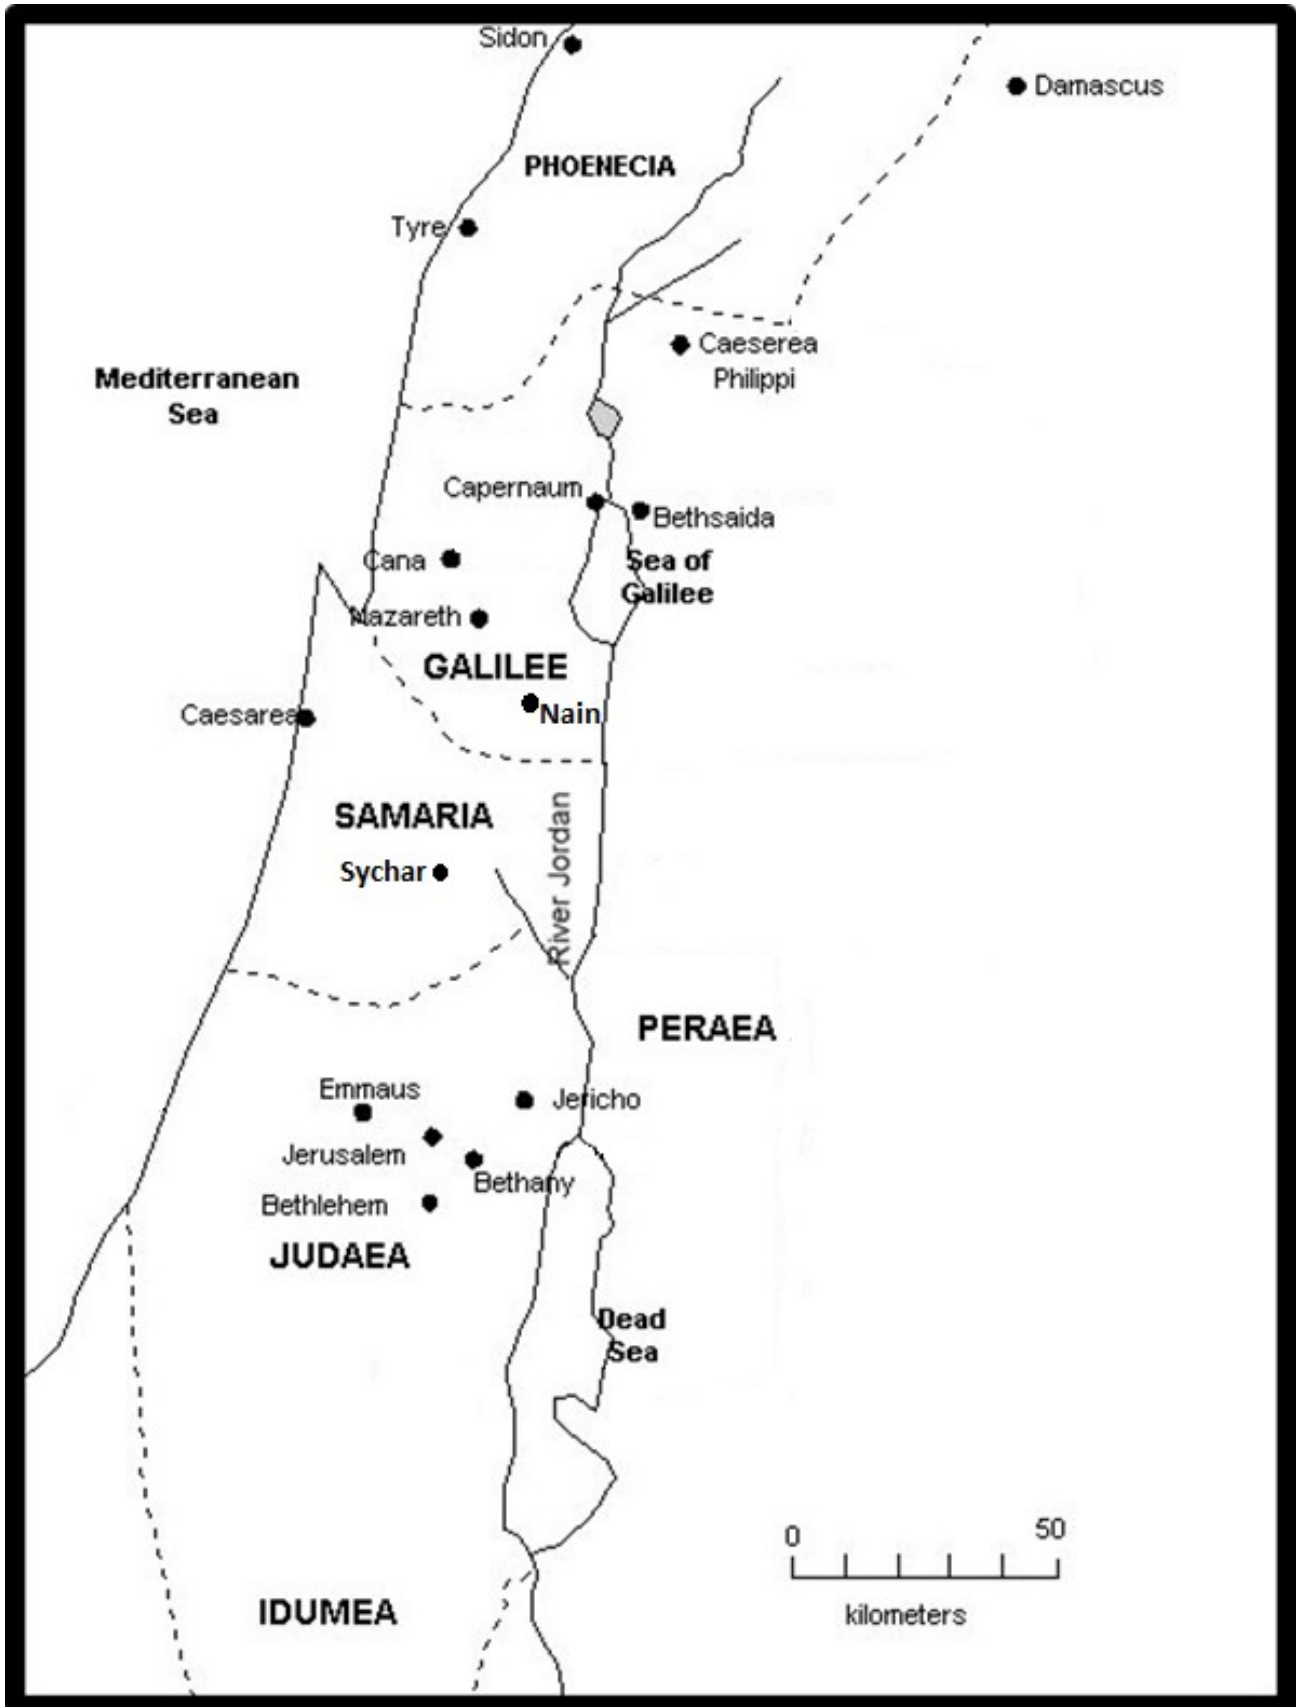 Sidon
Damascus
PHOENECIA
Tyre
Caeserea
Philippi
Mediterranean
Sea
Capernaum
Bethsaida
Cana
Sea of
Galilee
Nazareth
GALILEE
Nain
Caesarea
SAMARIA
River Jordan
Sychar
PERAEA
Emmaus
Jericho
Jerusalem
Bethany
Bethlehem
JUDAEA
Dead
Sea
0 50
kilometers
IDUMEA